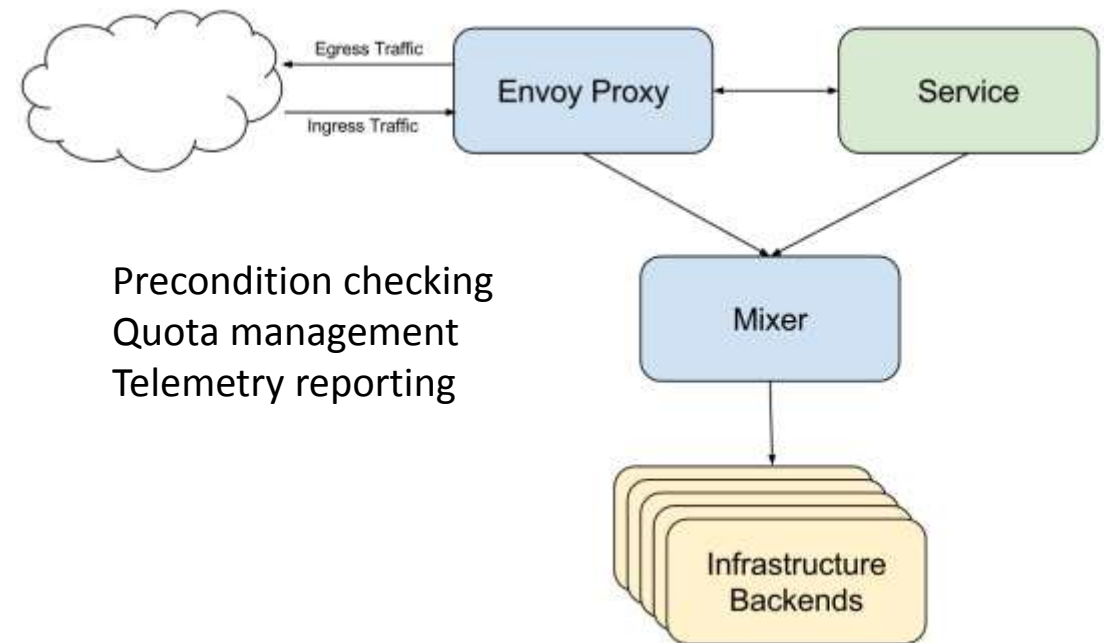 Egress Traffic
Envoy Proxy
Service
Ingress Traffic
Precondition checking
Quota management
Telemetry reporting
Mixer
Infrastructure
Backends